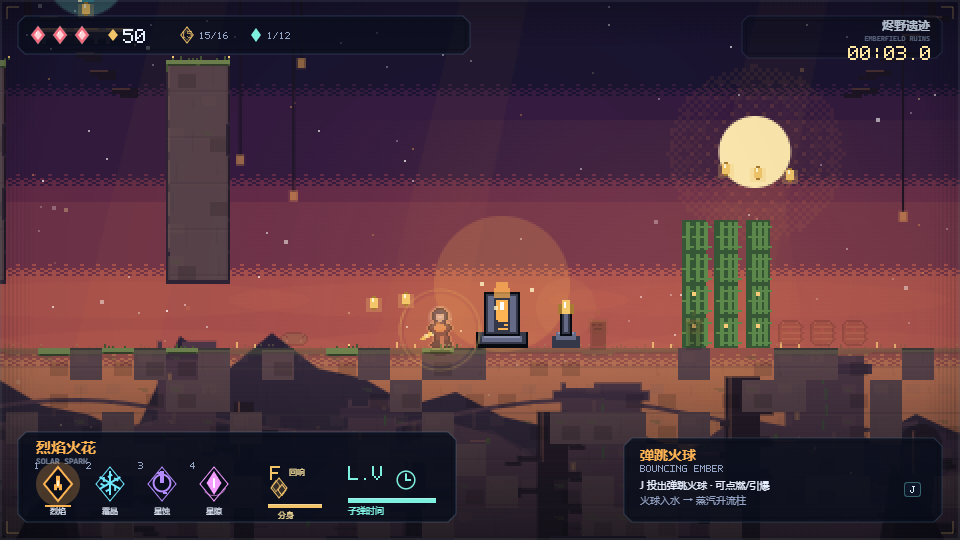 50
15/16
1/12
烬野遗迹
EMBERFIELD RUINS
00:03.0
烈焰火花
SOLAR SPARK
1
2
3
4
烈焰
霜晶
星蚀
星隙
F
回响
分身
L.V
子弹时间
弹跳火球
BOUNCING EMBER
J 投出弹跳火球 · 可点燃/引爆
火球入水 → 蒸汽升流柱
J